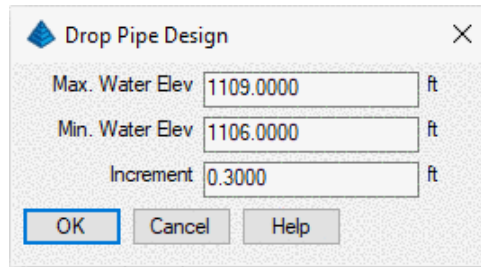 Drop Pipe Design
Max. Water Elev 1109.0000 ft
Min. Water Elev 1106.0000 ft
Increment 0.3000 ft
OK Cancel Help